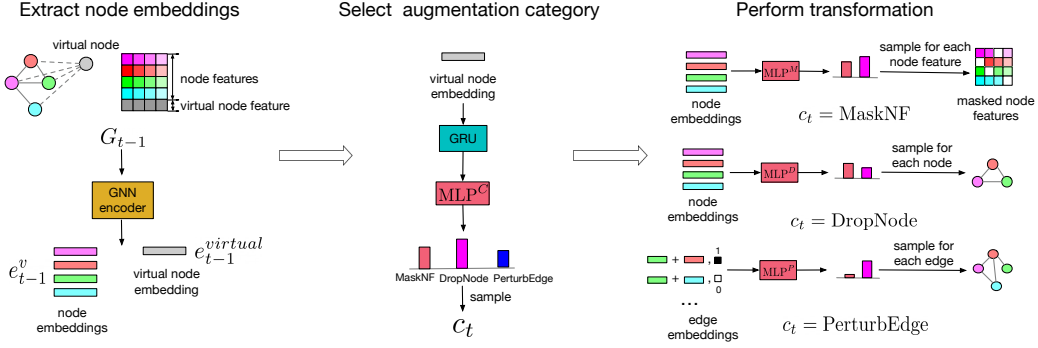 Extract node embeddings
virtual node
node features
virtual node feature
G_{t-1}
GNN
encoder
e_{t-1}^{v}
e_{t-1}^{virtual}
virtual node
embedding
node
embeddings
Select augmentation category
virtual node
embedding
GRU
MLP^C
MaskNF
DropNode
PerturbEdge
sample
c_t
Perform transformation
node
embeddings
MLP^M
sample for each
node feature
masked node
features
c_t = MaskNF
node
embeddings
MLP^D
sample for
each node
c_t = DropNode
+ , 1
+ , 0
...
edge
embeddings
MLP^P
sample for
each edge
c_t = PerturbEdge